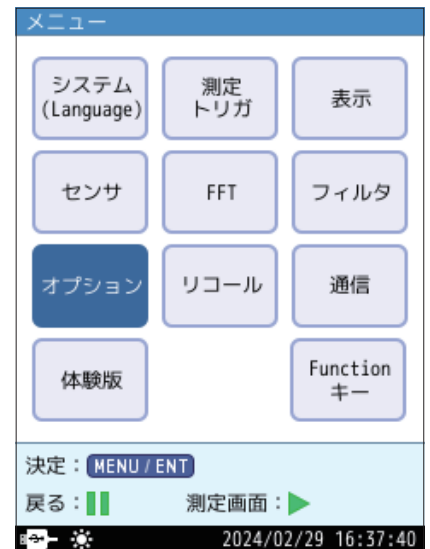 メニュー
システム
(Language)
測定
トリガ
表示
センサ
FFT
フィルタ
オプション
リコール
通信
体験版
Function
キー
決定：MENU / ENT
戻る：
測定画面：
2024/02/29 16:37:40